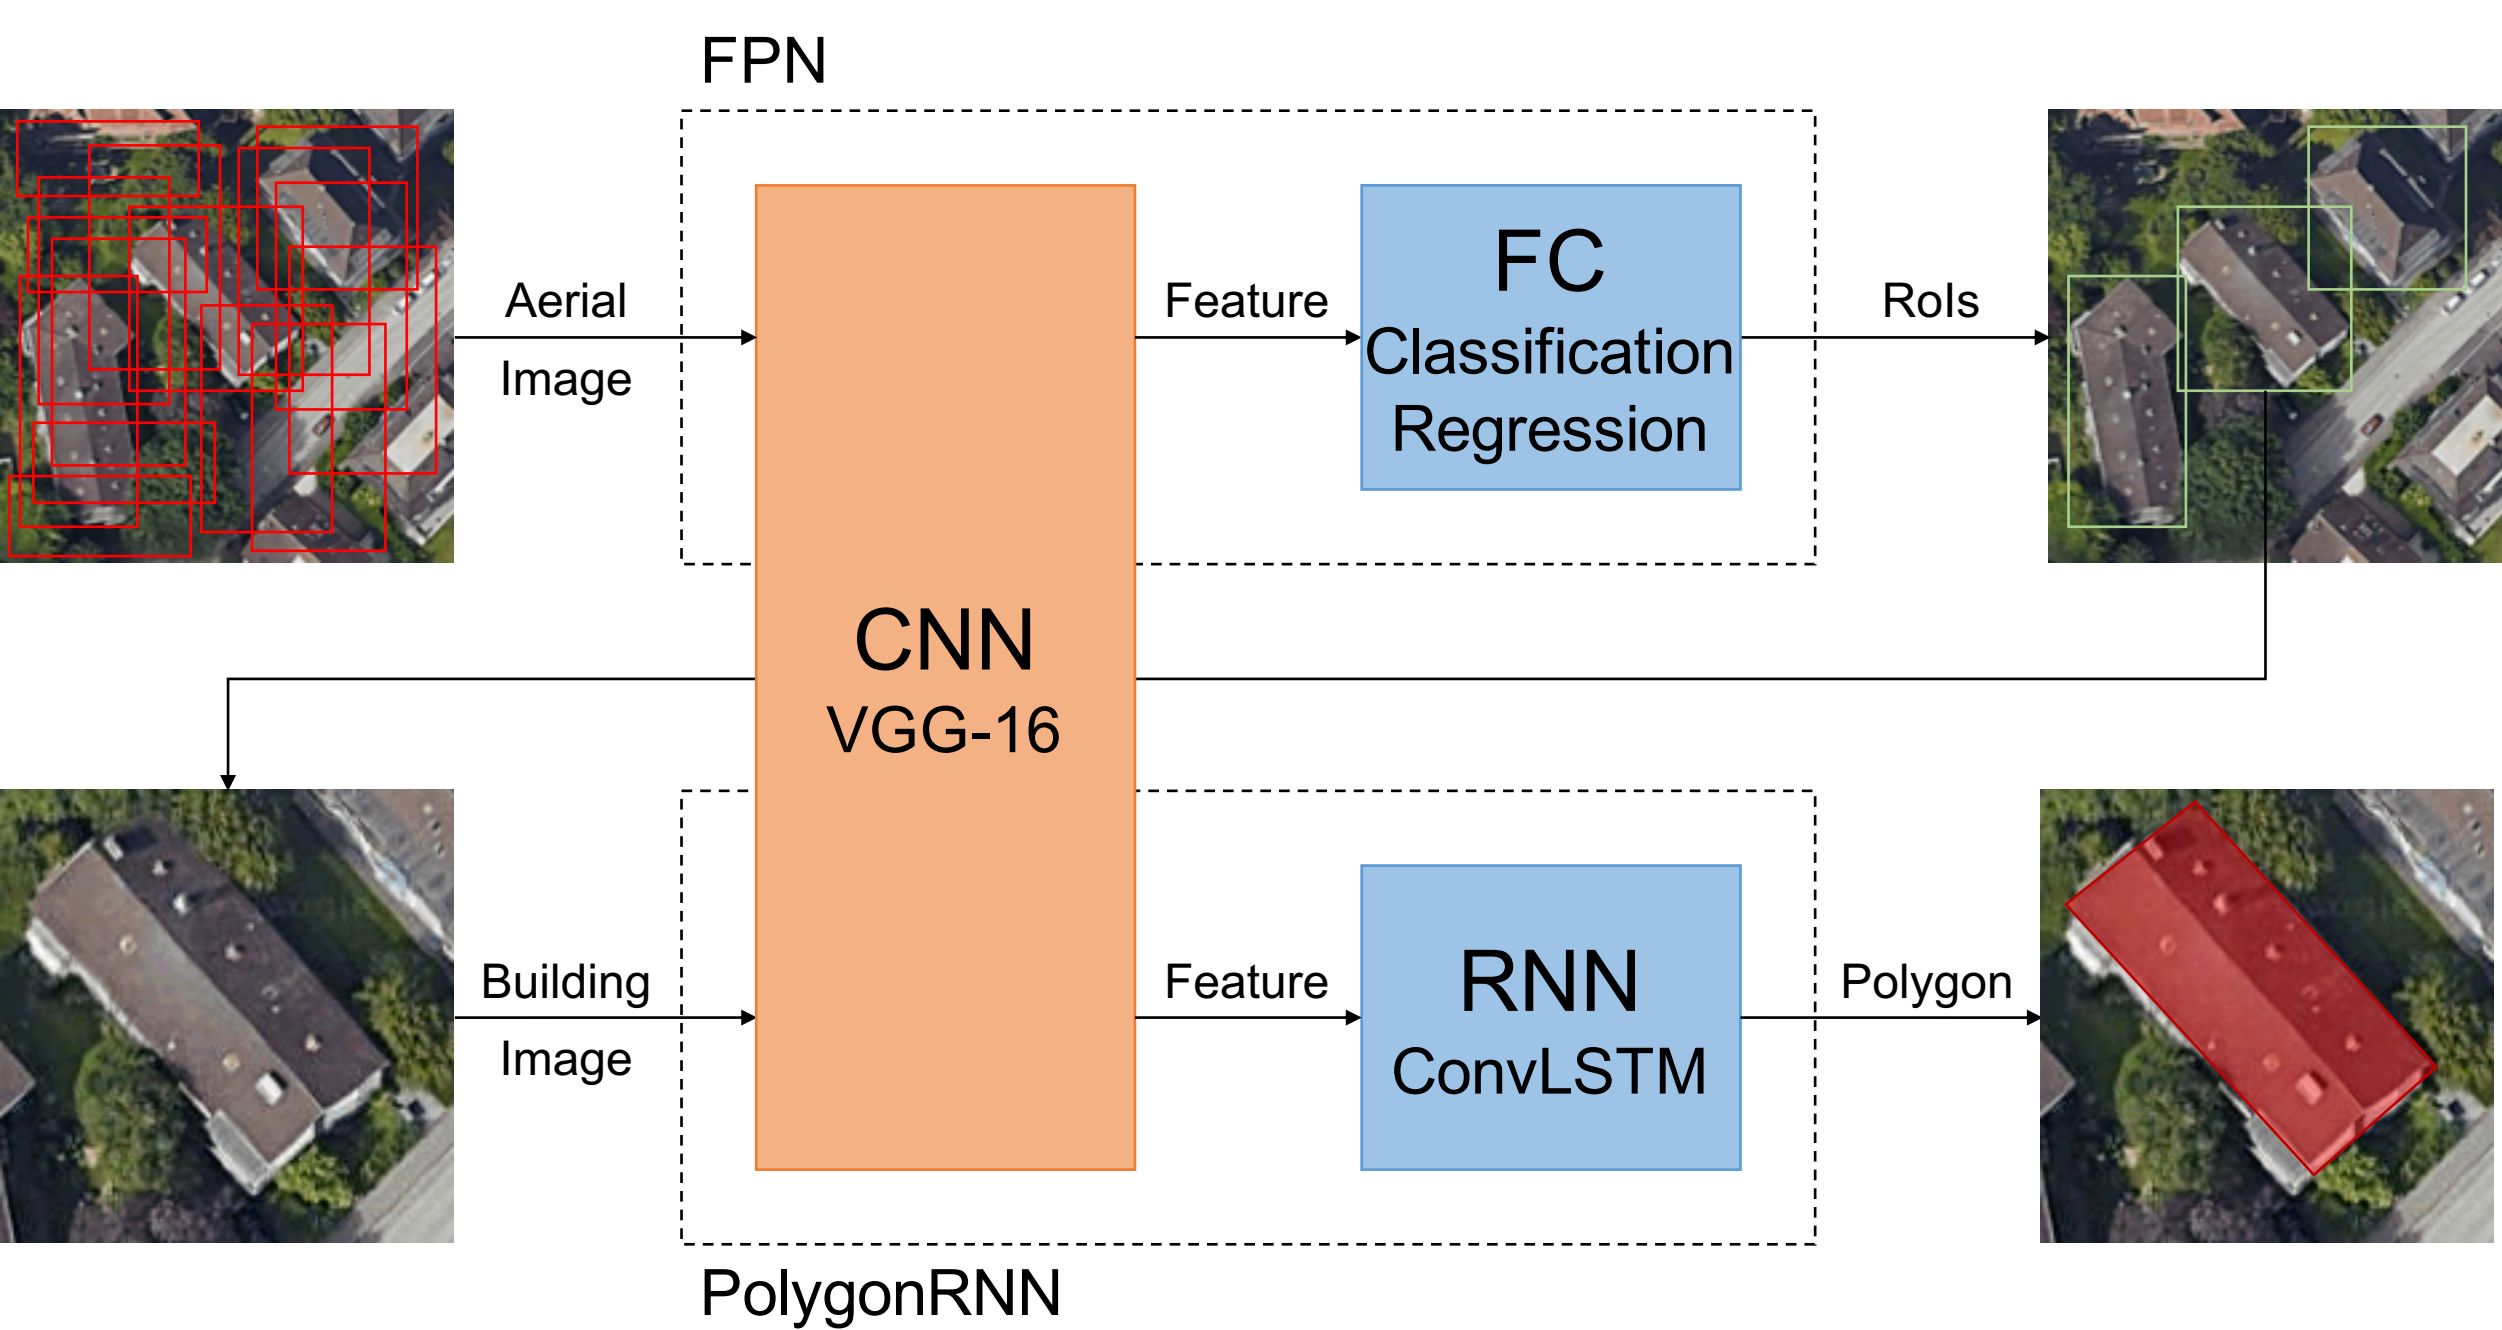 FPN
Aerial
Image
Feature
FC
Classification
Regression
RoIs
CNN
VGG-16
Building
Image
Feature
RNN
ConvLSTM
Polygon
PolygonRNN